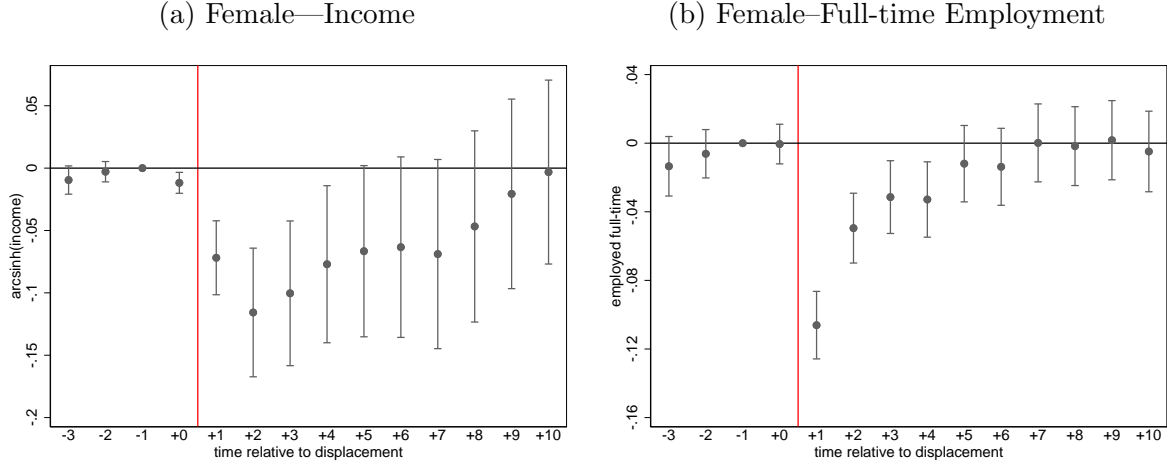 (a) Female—Income
.05
0
-.05
-.1
-.15
-.2
arcsinh(income)
-3 -2 -1 +0 +1 +2 +3 +4 +5 +6 +7 +8 +9 +10
time relative to displacement
(b) Female–Full-time Employment
.04
0
-.04
-.08
-.12
-.16
employed full-time
-3 -2 -1 +0 +1 +2 +3 +4 +5 +6 +7 +8 +9 +10
time relative to displacement